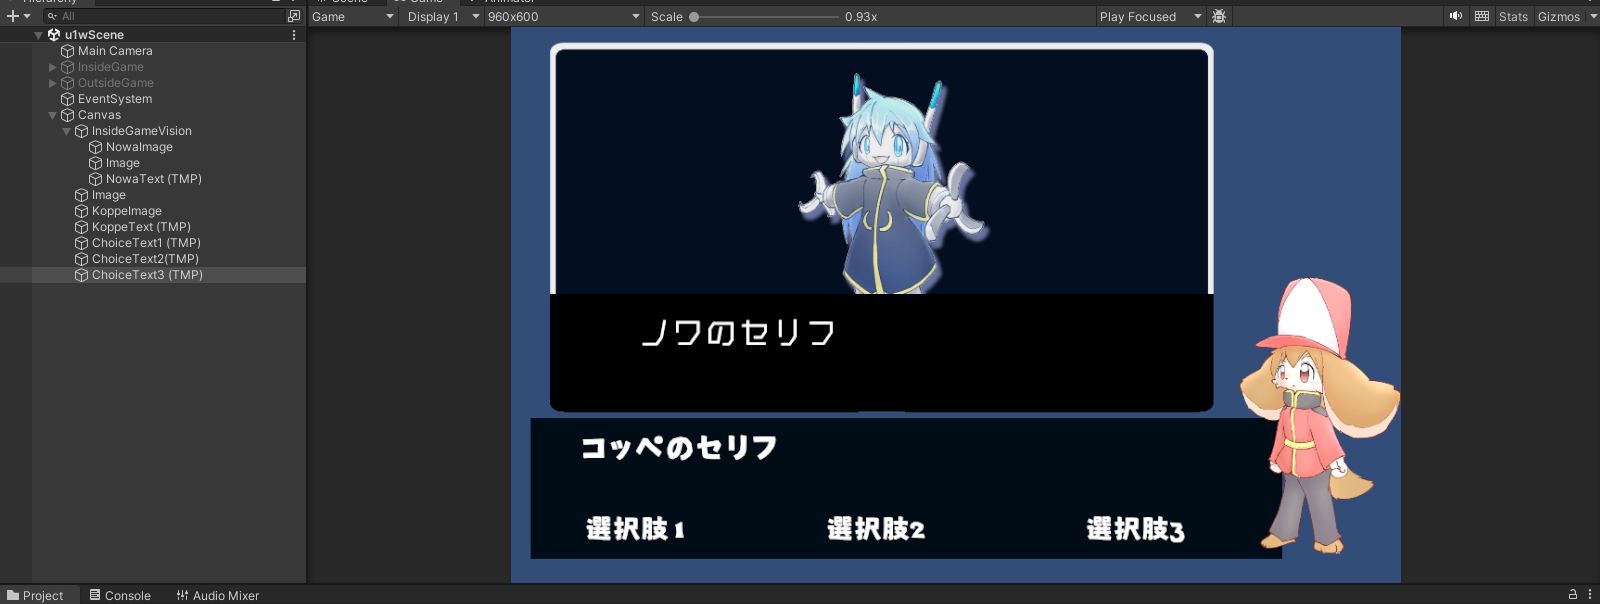 Hierarchy
Animator
All
Game
Display 1
960x600
Scale
0.93x
Play Focused
Stats
Gizmos
u1wScene
Main Camera
InsideGame
OutsideGame
EventSystem
Canvas
InsideGameVision
NowaImage
Image
NowaText (TMP)
Image
KoppeImage
KoppeText (TMP)
ChoiceText1 (TMP)
ChoiceText2(TMP)
ChoiceText3 (TMP)
ノワのセリフ
コッペのセリフ
選択肢1
選択肢2
選択肢3
Project
Console
Audio Mixer